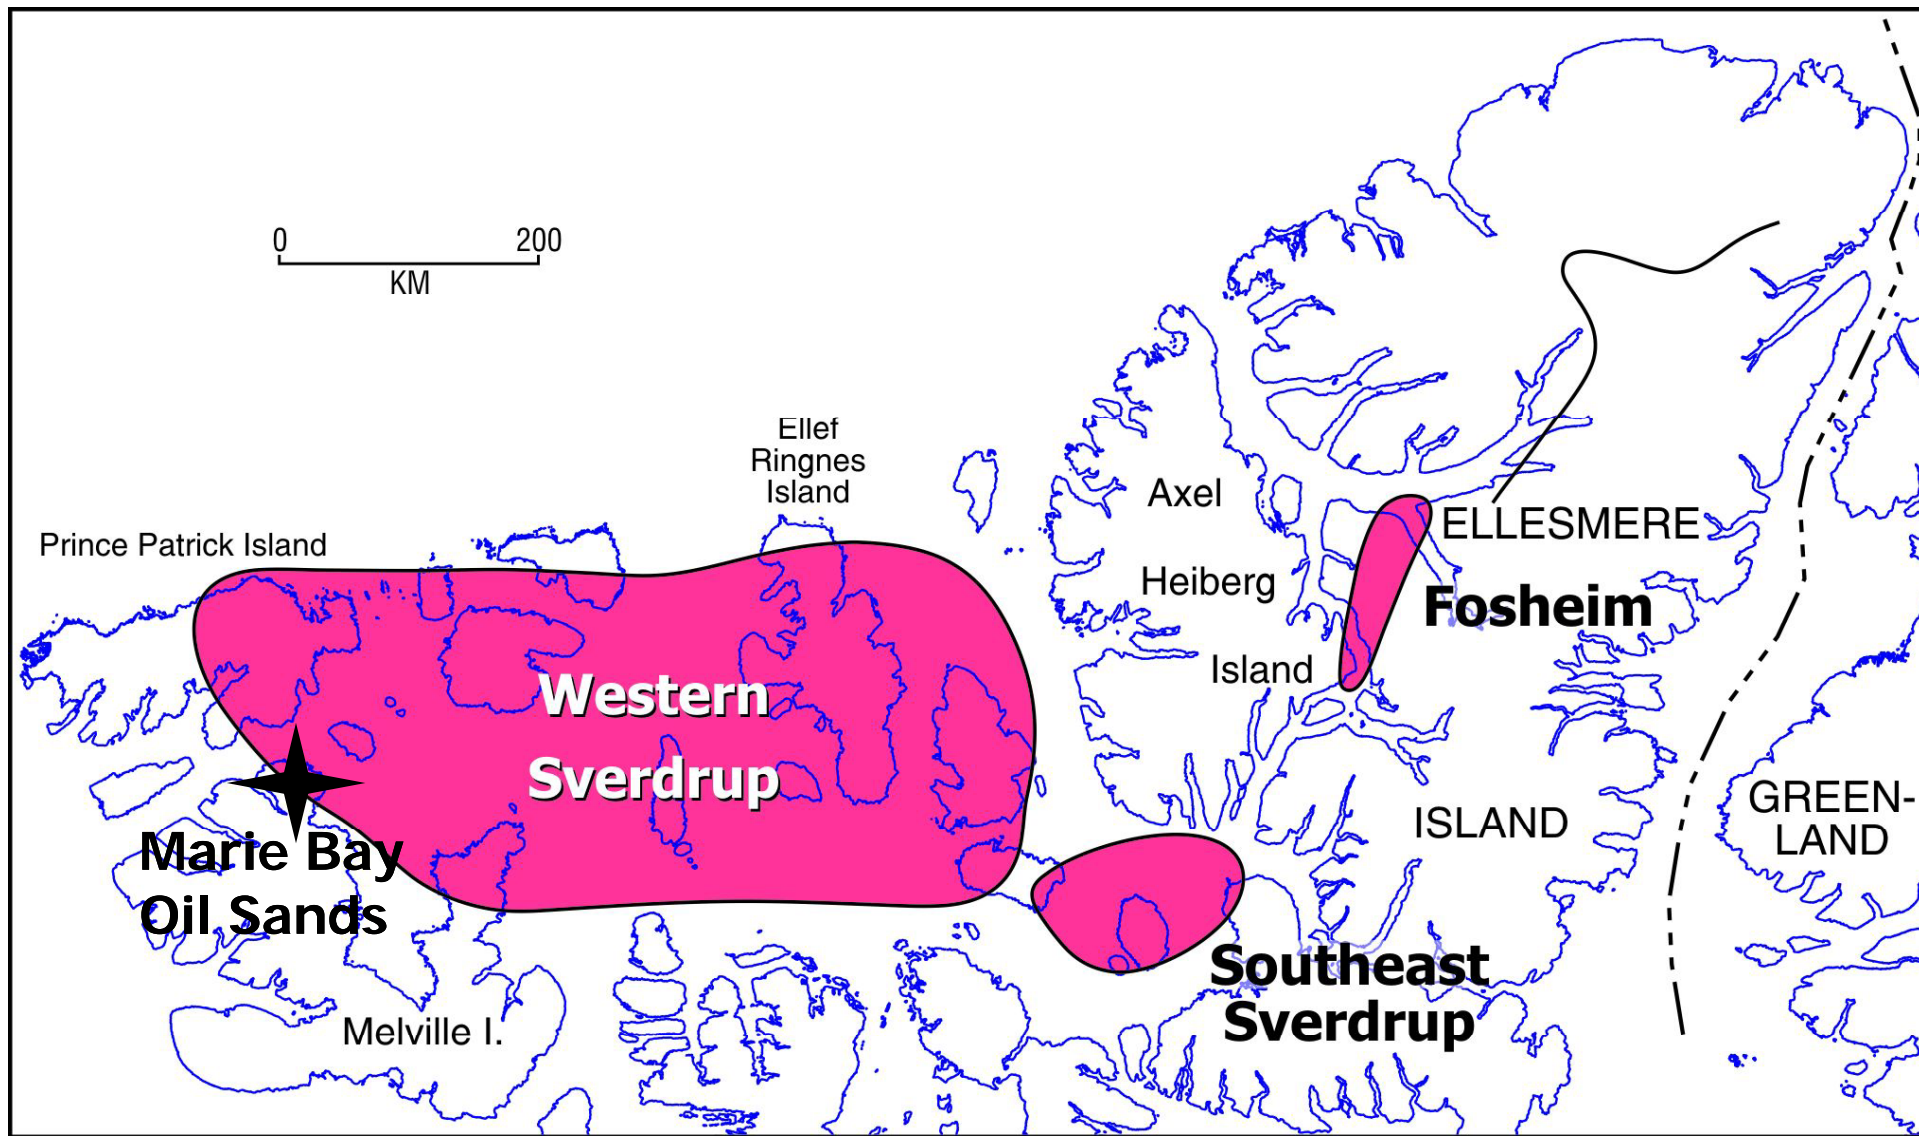 0 200
KM
Ellef
Ringnes
Island
Prince Patrick Island
Axel
Heiberg
Island
ELLESMERE
Fosheim
Western
Sverdrup
ISLAND
GREEN-
LAND
Marie Bay
Oil Sands
Southeast
Sverdrup
Melville I.